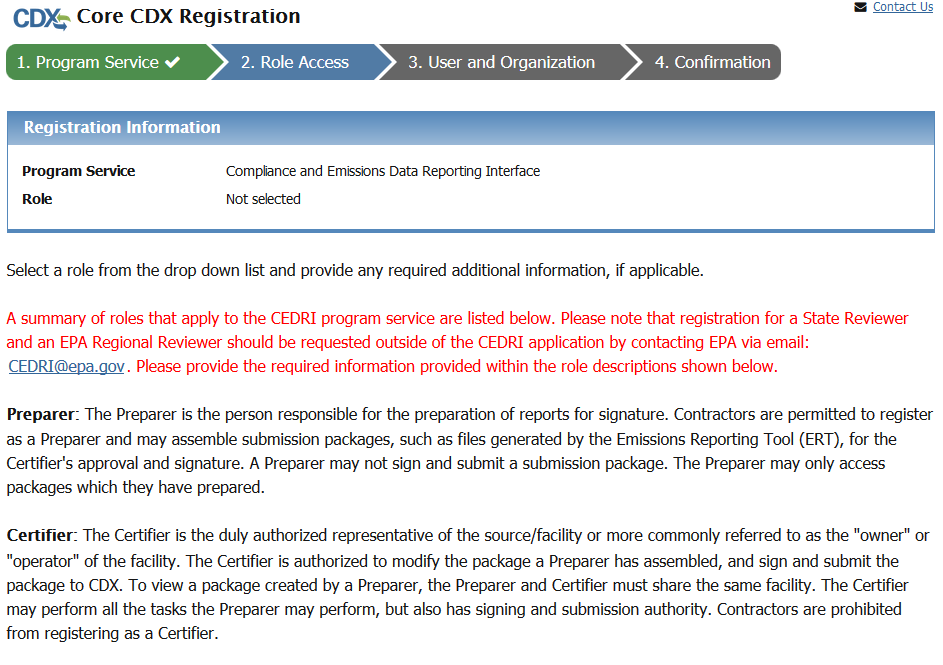 CDX Core CDX Registration
Contact Us
1. Program Service
2. Role Access
3. User and Organization
4. Confirmation
Registration Information
Program Service Compliance and Emissions Data Reporting Interface
Role Not selected
Select a role from the drop down list and provide any required additional information, if applicable.
A summary of roles that apply to the CEDRI program service are listed below. Please note that registration for a State Reviewer
and an EPA Regional Reviewer should be requested outside of the CEDRI application by contacting EPA via email:
CEDRI@epa.gov. Please provide the required information provided within the role descriptions shown below.
Preparer: The Preparer is the person responsible for the preparation of reports for signature. Contractors are permitted to register
as a Preparer and may assemble submission packages, such as files generated by the Emissions Reporting Tool (ERT), for the
Certifier's approval and signature. A Preparer may not sign and submit a submission package. The Preparer may only access
packages which they have prepared.
Certifier: The Certifier is the duly authorized representative of the source/facility or more commonly referred to as the "owner" or
"operator" of the facility. The Certifier is authorized to modify the package a Preparer has assembled, and sign and submit the
package to CDX. To view a package created by a Preparer, the Preparer and Certifier must share the same facility. The Certifier
may perform all the tasks the Preparer may perform, but also has signing and submission authority. Contractors are prohibited
from registering as a Certifier.